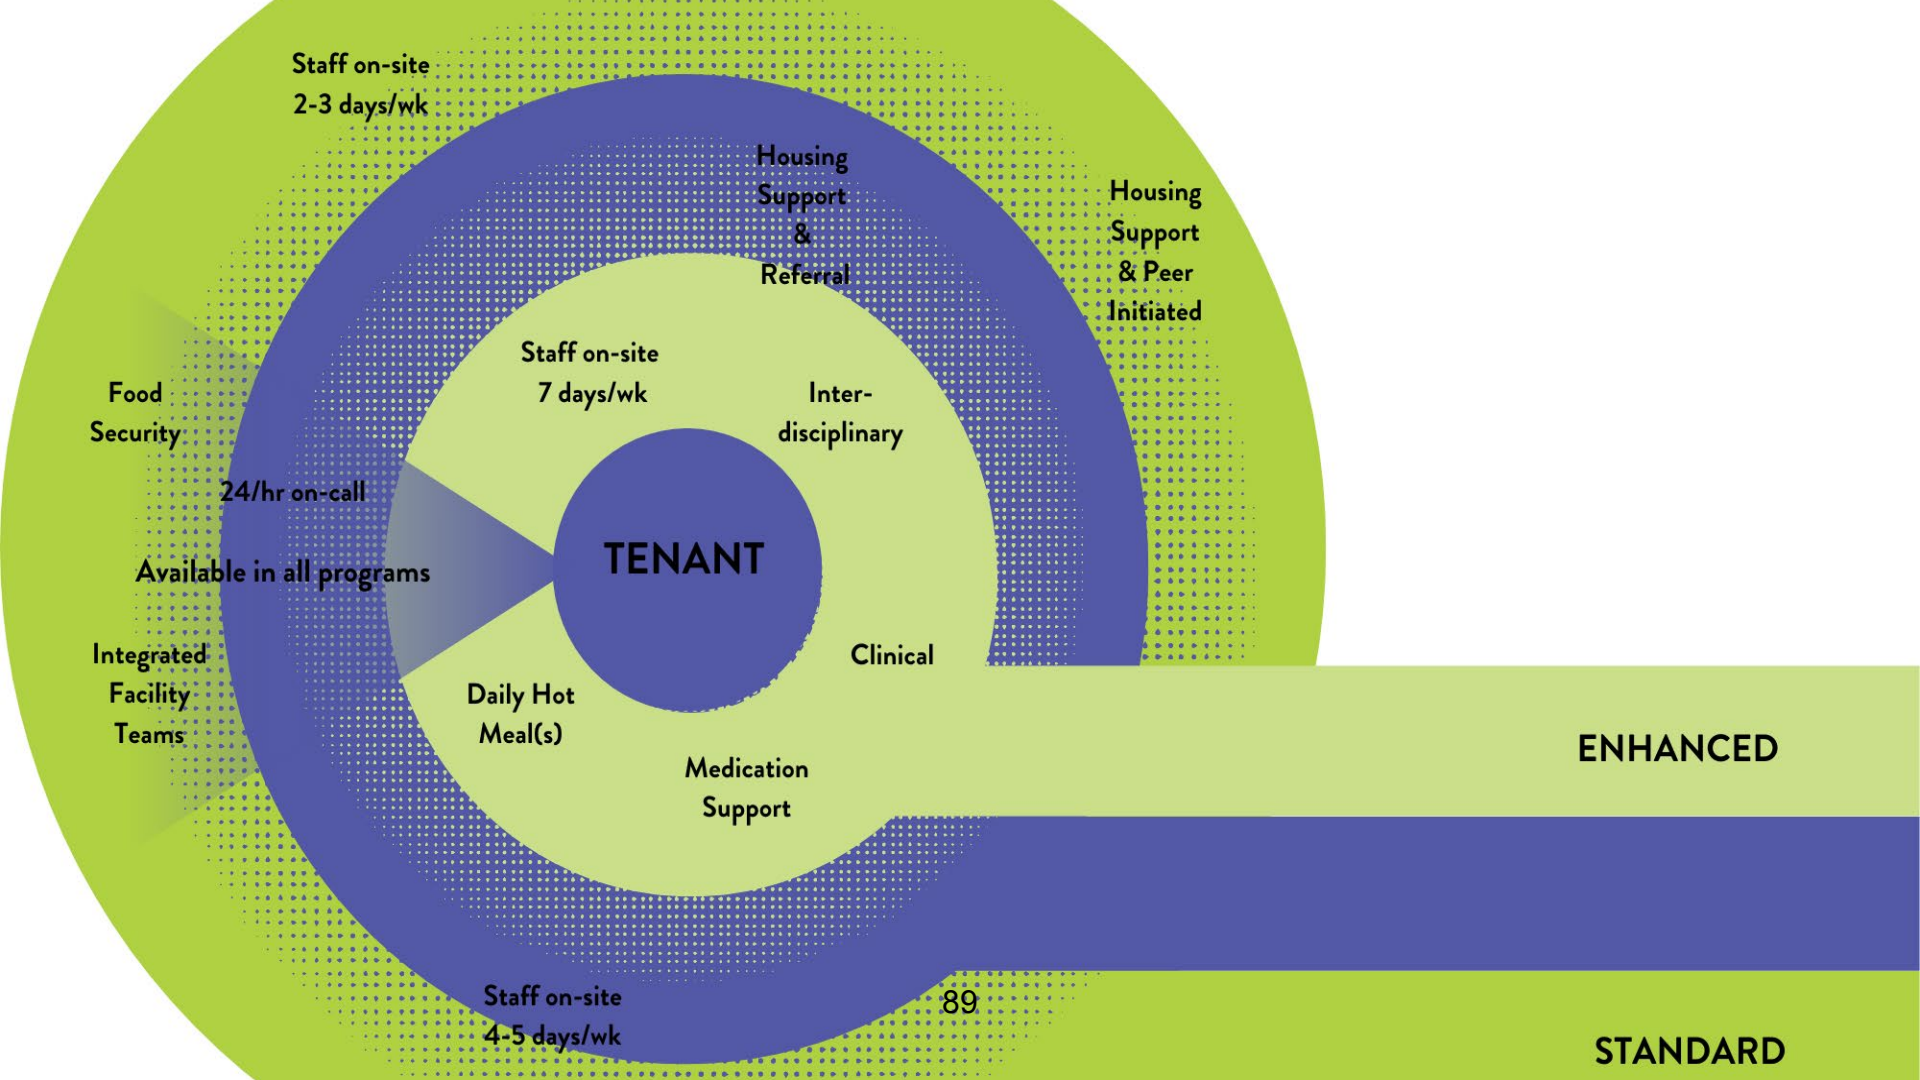 Staff on-site
2-3 days/wk
Housing
Support
&
Referral
Housing
Support
& Peer
Initiated
Staff on-site
7 days/wk
Inter-
disciplinary
Food
Security
24/hr on-call
TENANT
Available in all programs
Integrated
Facility
Teams
Clinical
Daily Hot
Meal(s)
Medication
Support
ENHANCED
Staff on-site
4-5 days/wk
89
STANDARD